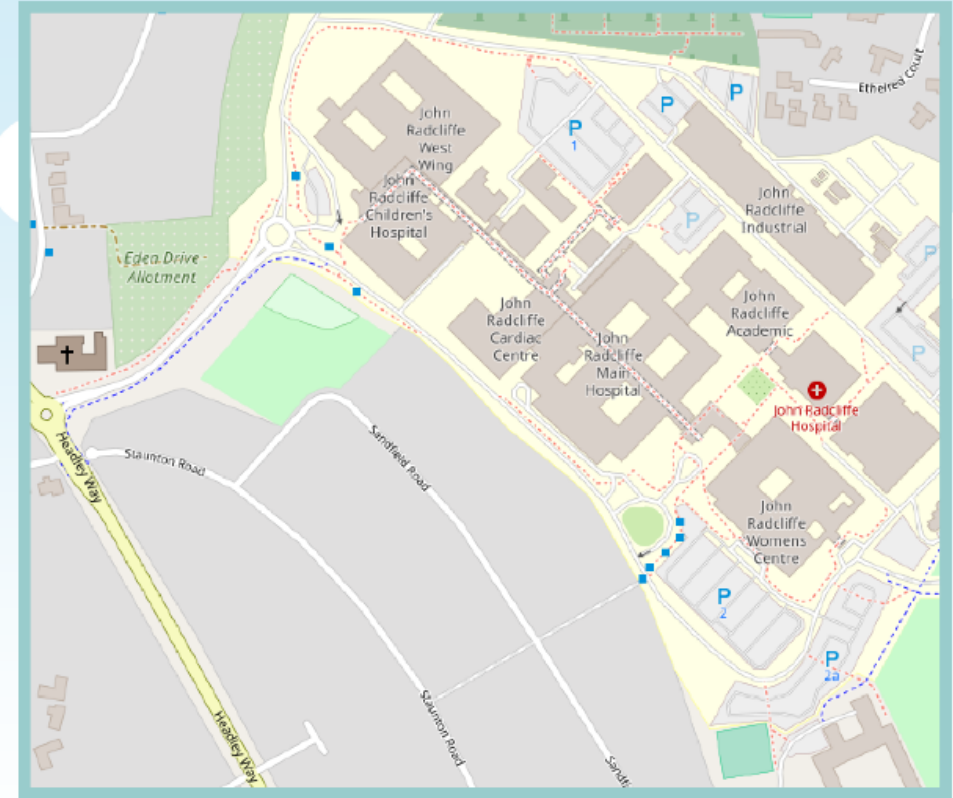 Ethelred Court
John
Radcliffe
West
Wing
P
1
P
P
John
Radcliffe
Children's
Hospital
John
Radcliffe
Industrial
P
P
P
Eden Drive
Allotment
John
Radcliffe
Cardiac
Centre
John
Radcliffe
Main
Hospital
John
Radcliffe
Academic
John Radcliffe
Hospital
Headley Way
Staunton Road
Sandfield Road
John
Radcliffe
Womens
Centre
P
2
P
2a
Staunton Road
Headley Way
Sandfi